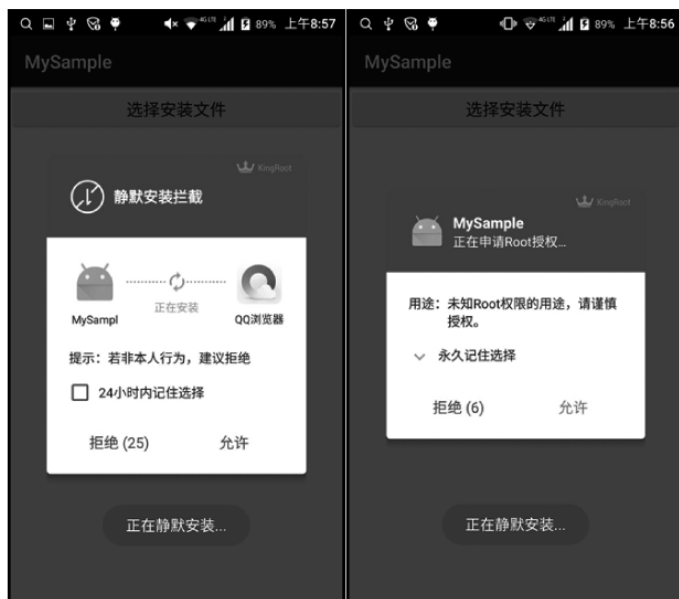 4G LTE 89% 上午8:57
MySample
选择安装文件
KingRoot
静默安装拦截
正在安装
MySampl
QQ浏览器
提示：若非本人行为，建议拒绝
24小时内记住选择
拒绝 (25)
允许
正在静默安装...
4G LTE 89% 上午8:56
MySample
选择安装文件
KingRoot
MySample
正在申请Root授权...
用途：未知Root权限的用途，请谨慎
授权。
永久记住选择
拒绝 (6)
允许
正在静默安装...